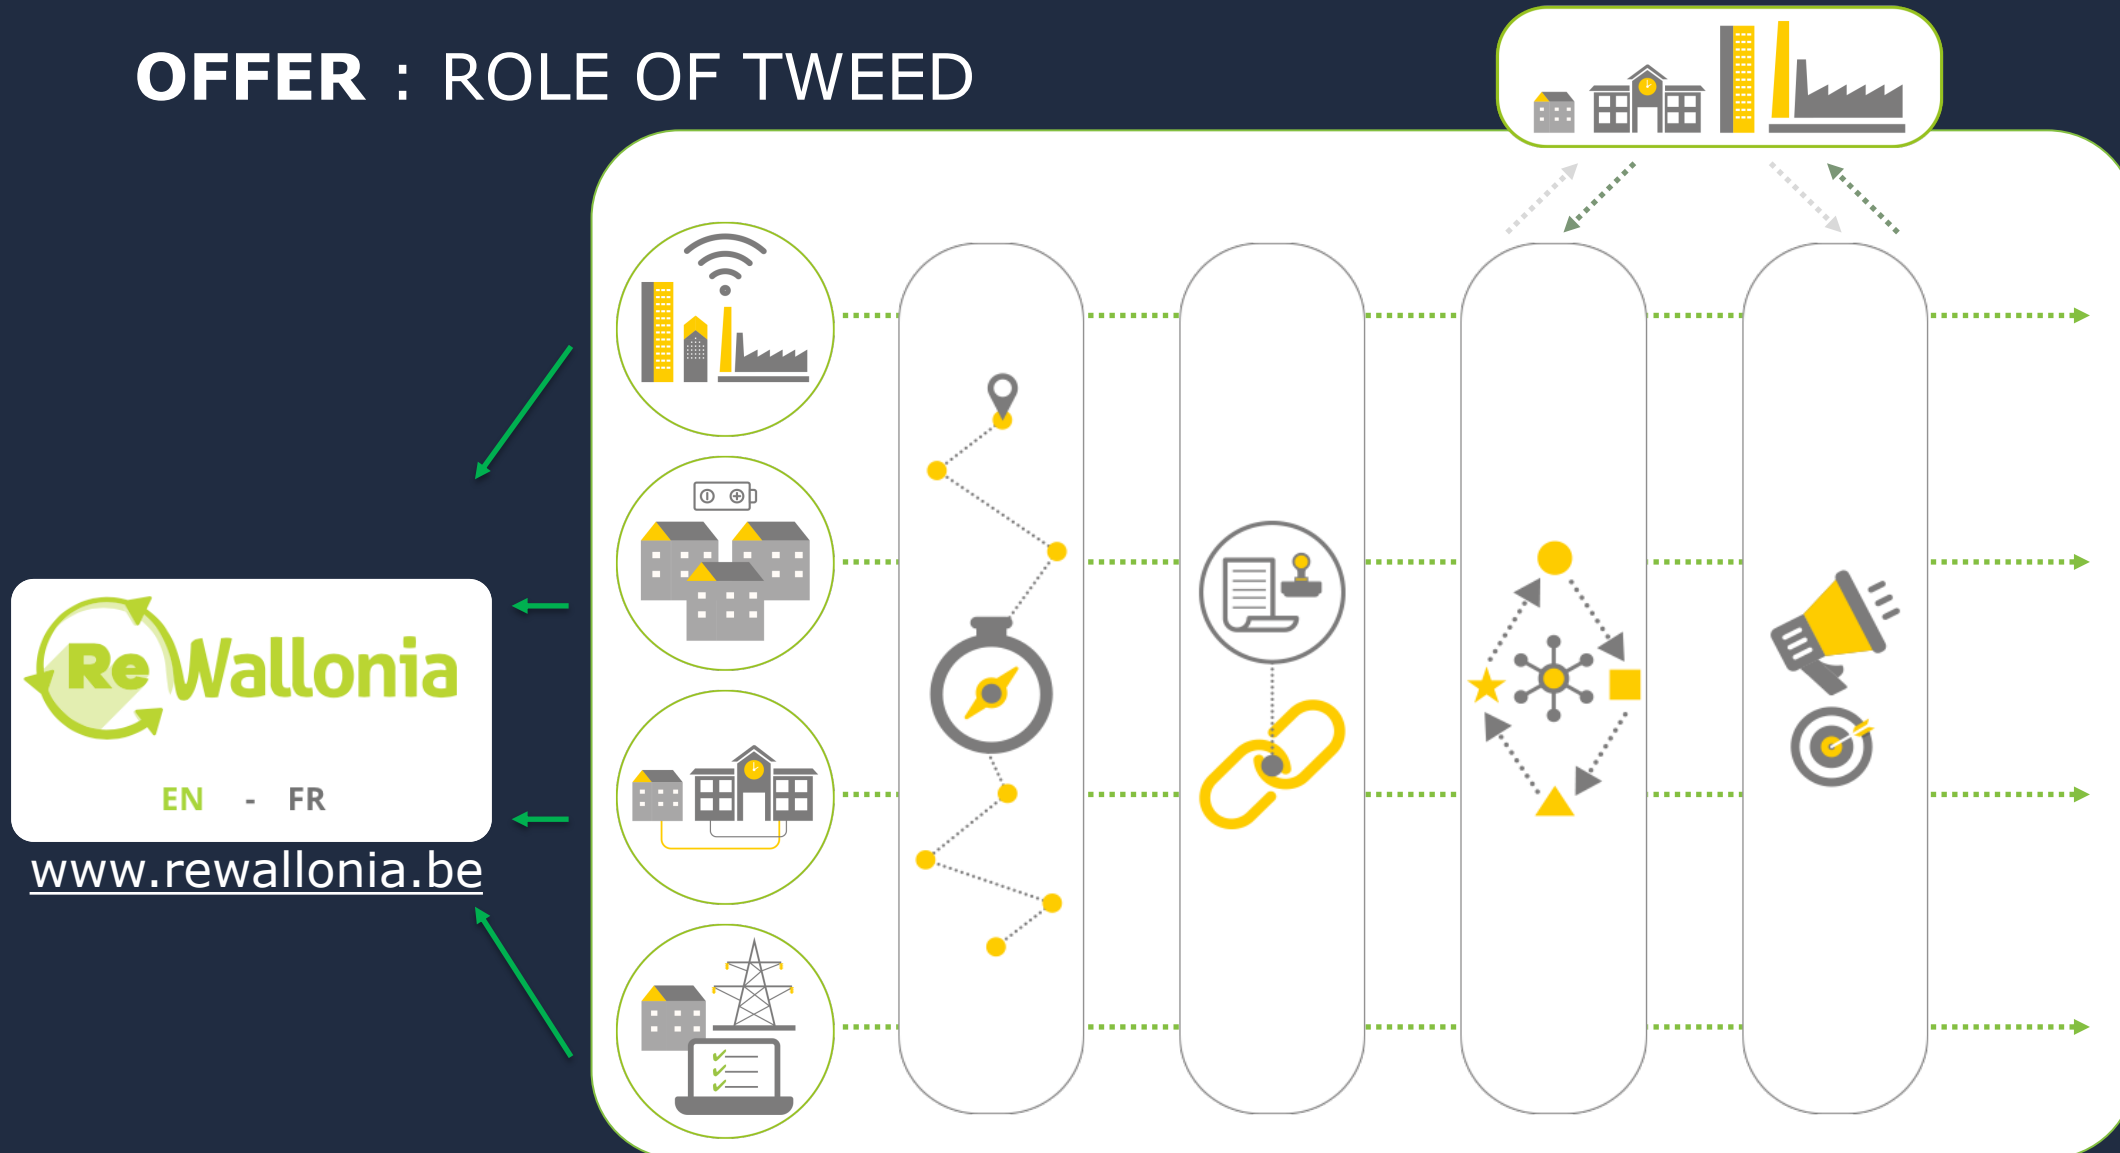 OFFER : ROLE OF TWEED
ReWallonia
EN - FR
www.rewallonia.be